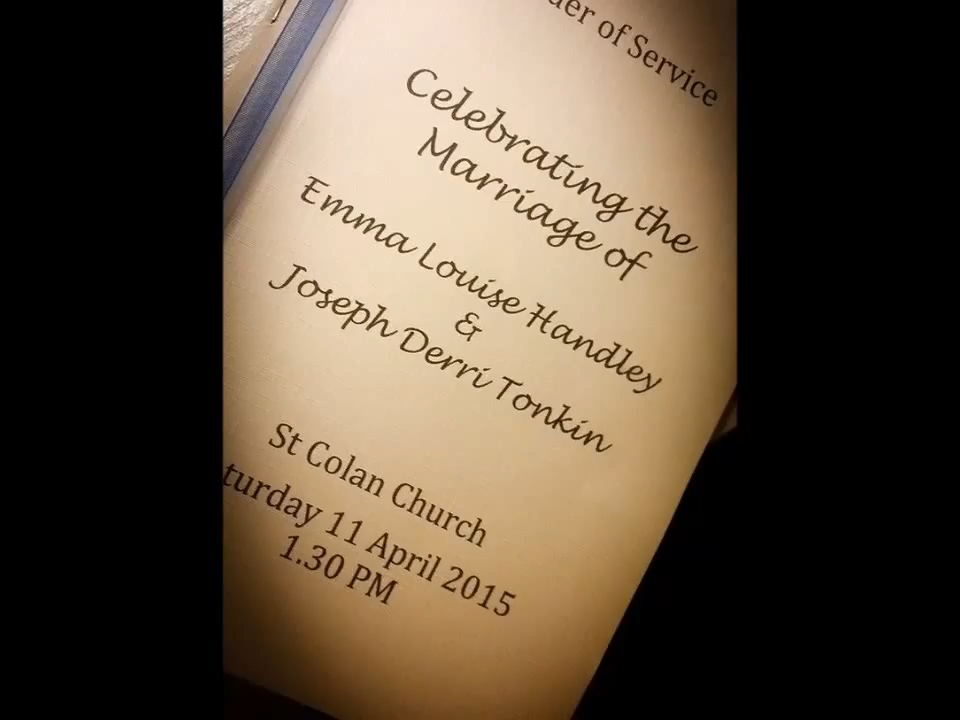 of Service
Celebrating the
Marriage of
Emma Louise Handley
&
Joseph Derri Tonkin
St Colan Church
11 April 2015
1.30 PM